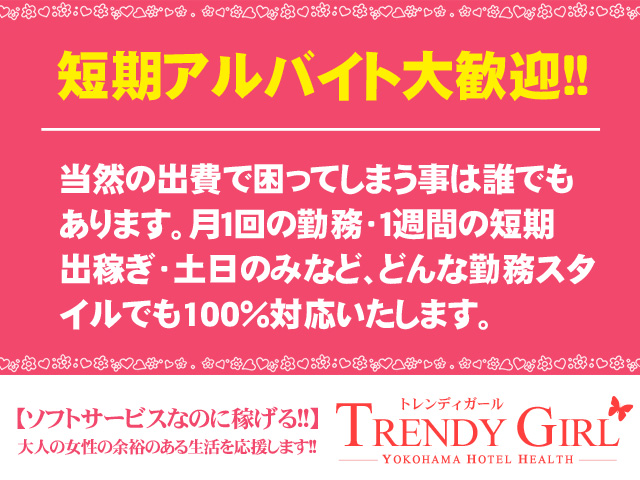 短期アルバイト大歓迎!!
当然の出費で困ってしまう事は誰でも
あります。月1回の勤務・1週間の短期
出稼ぎ・土日のみなど、どんな勤務スタ
イルでも100%対応いたします。
【ソフトサービスなのに稼げる!!】
大人の女性の余裕のある生活を応援します!!
トレンディガール
TRENDY GIRL
YOKOHAMA HOTEL HEALTH